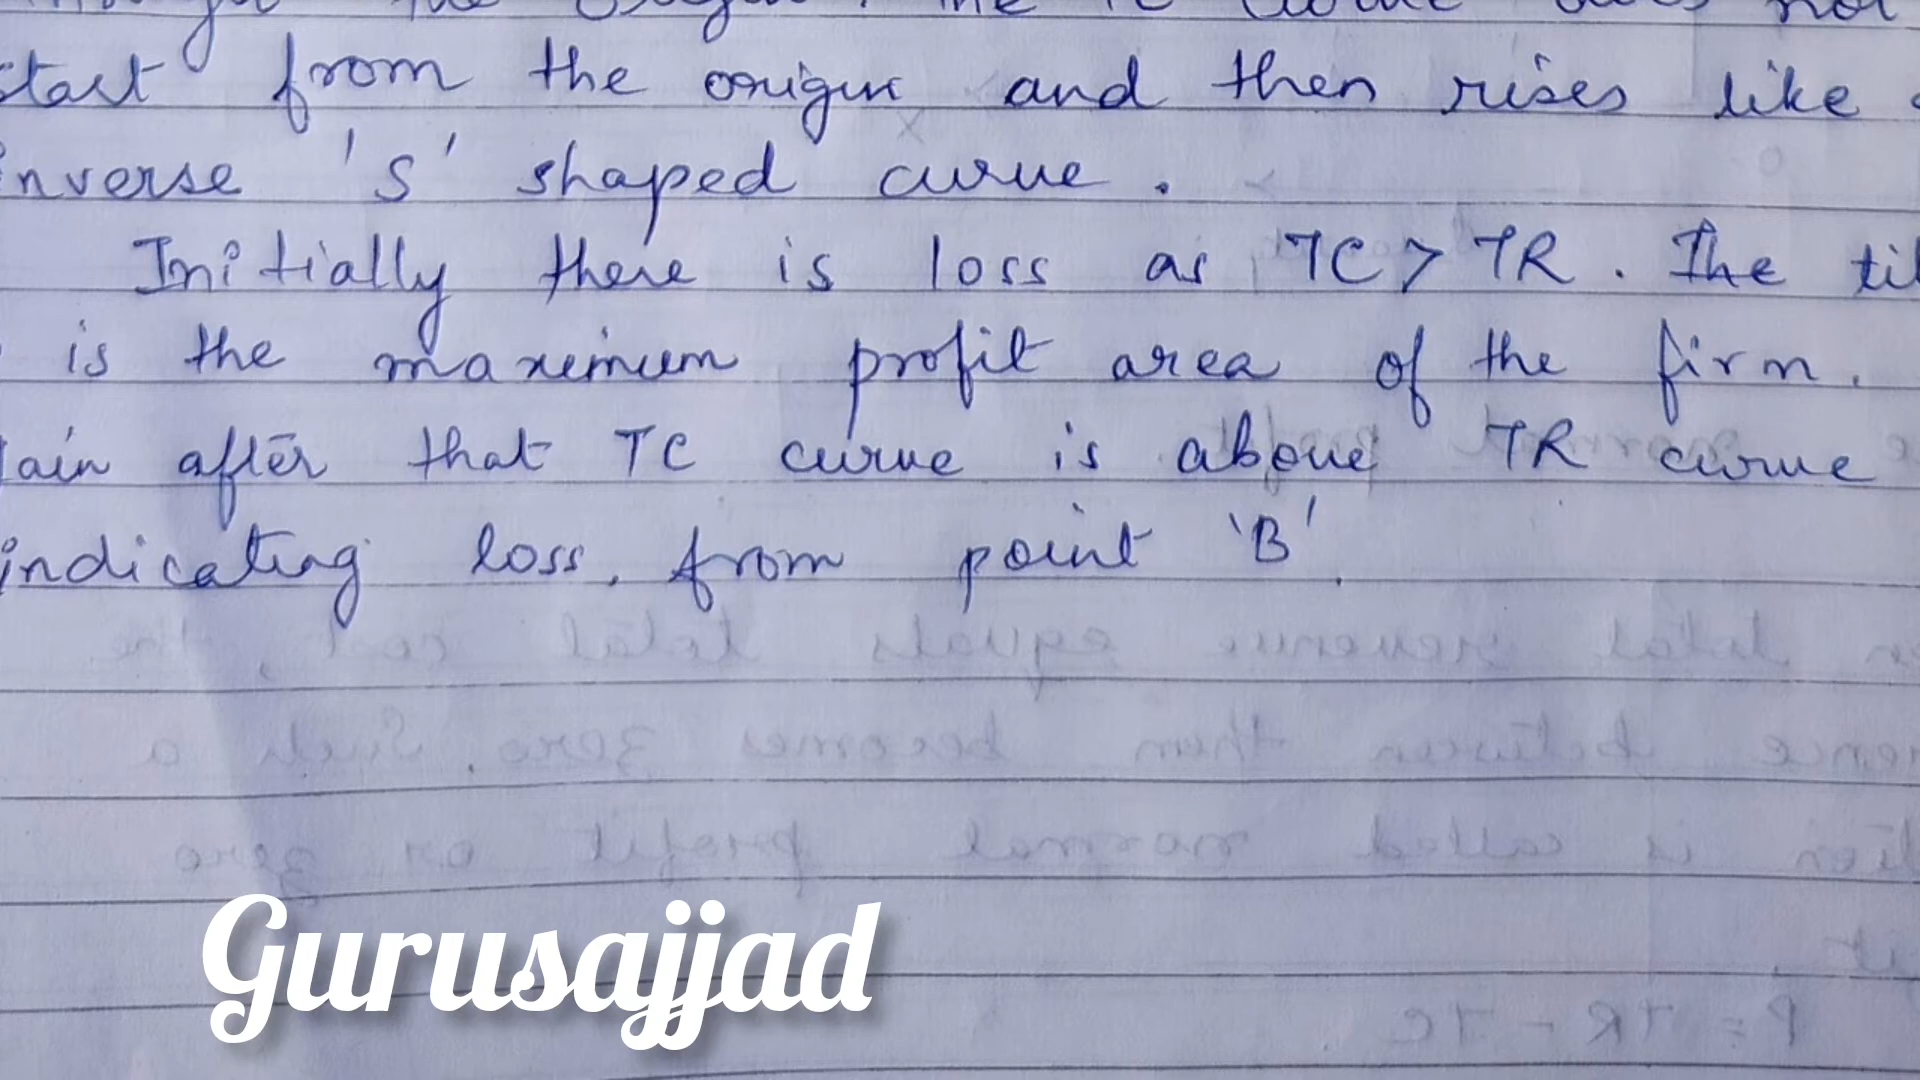 start from the origin and then rises like
inverse 's' shaped curve.
Initially there is loss as TC > TR. The
is the maximum profit area of the firm.
after that TC curve is above TR curve
indicating loss. from point 'B'.
Gurusajjad